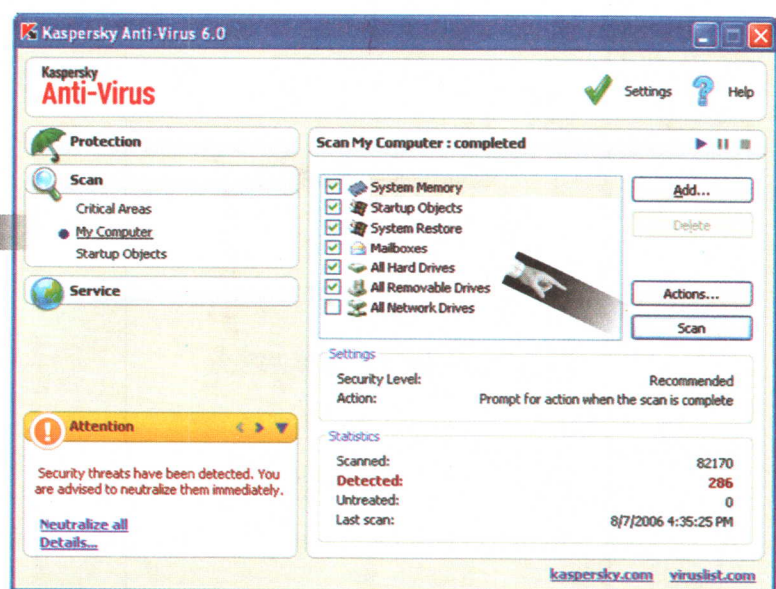 Kaspersky Anti-Virus 6.0
Kaspersky
Anti-Virus
Settings
Help
Protection
Scan
Critical Areas
My Computer
Startup Objects
Service
Attention
Security threats have been detected. You
are advised to neutralize them immediately.
Neutralize all
Details...
Scan My Computer : completed
System Memory
Startup Objects
System Restore
Mailboxes
All Hard Drives
All Removable Drives
All Network Drives
Add...
Delete
Actions...
Scan
Settings
Security Level: Recommended
Action: Prompt for action when the scan is complete
Statistics
Scanned: 82170
Detected: 286
Untreated: 0
Last scan: 8/7/2006 4:35:25 PM
kaspersky.com viruslist.com